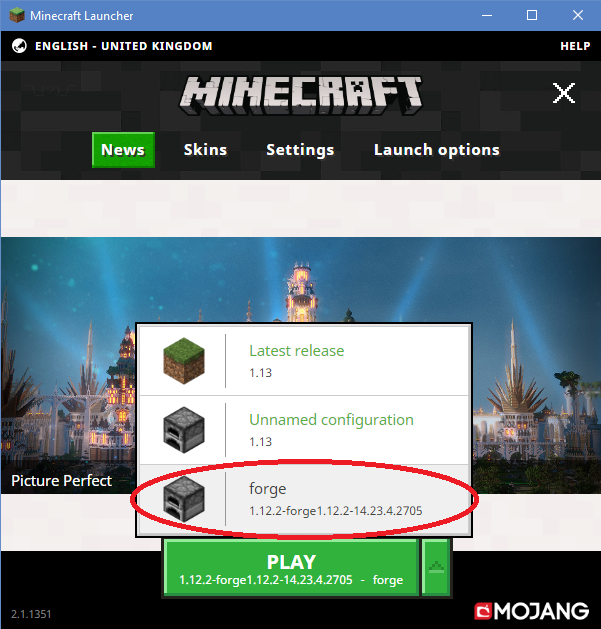 Minecraft Launcher
ENGLISH - UNITED KINGDOM
HELP
MINECRAFT
News
Skins
Settings
Launch options
Latest release
1.13
Unnamed configuration
1.13
Picture Perfect
forge
1.12.2-forge1.12.2-14.23.4.2705
PLAY
1.12.2-forge1.12.2-14.23.4.2705 - forge
2.1.1351
MOJANG